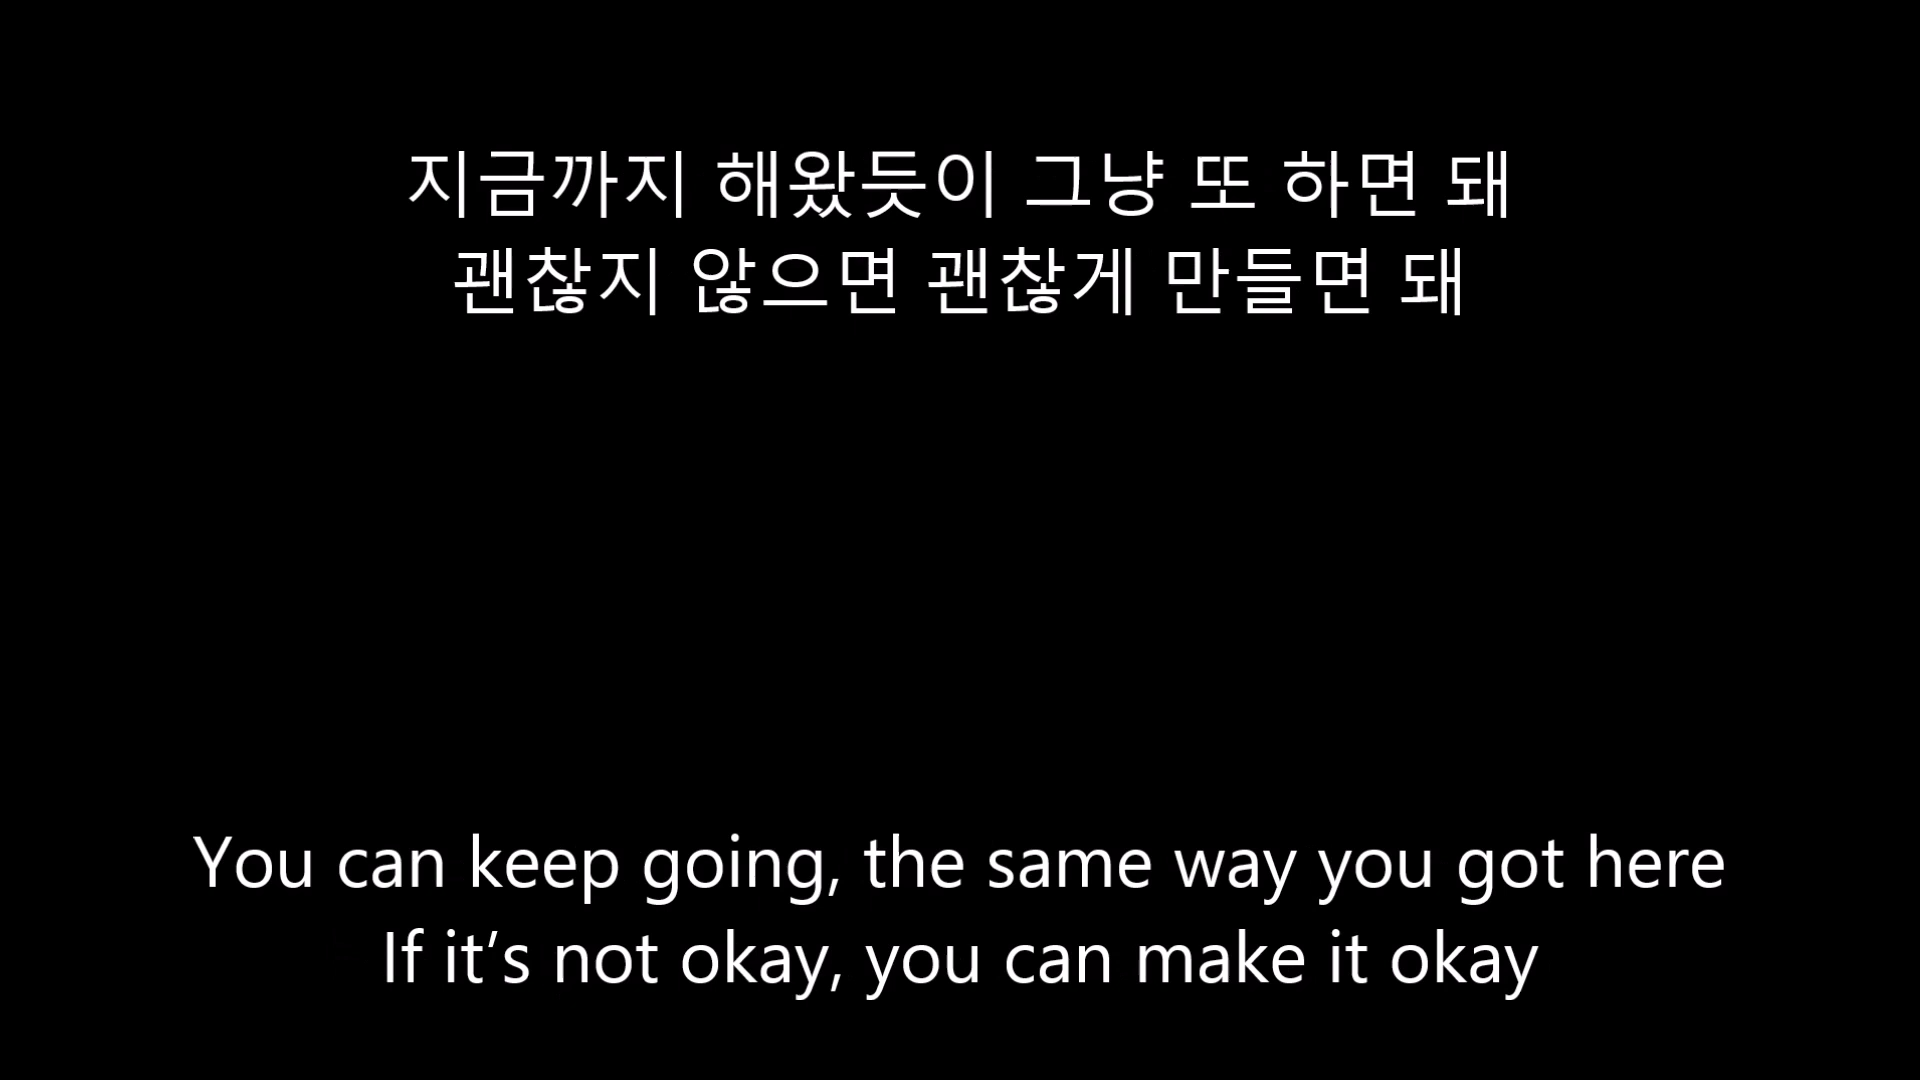 지금까지 해왔듯이 그냥 또 하면 돼
괜찮지 않으면 괜찮게 만들면 돼
You can keep going, the same way you got here
If it’s not okay, you can make it okay